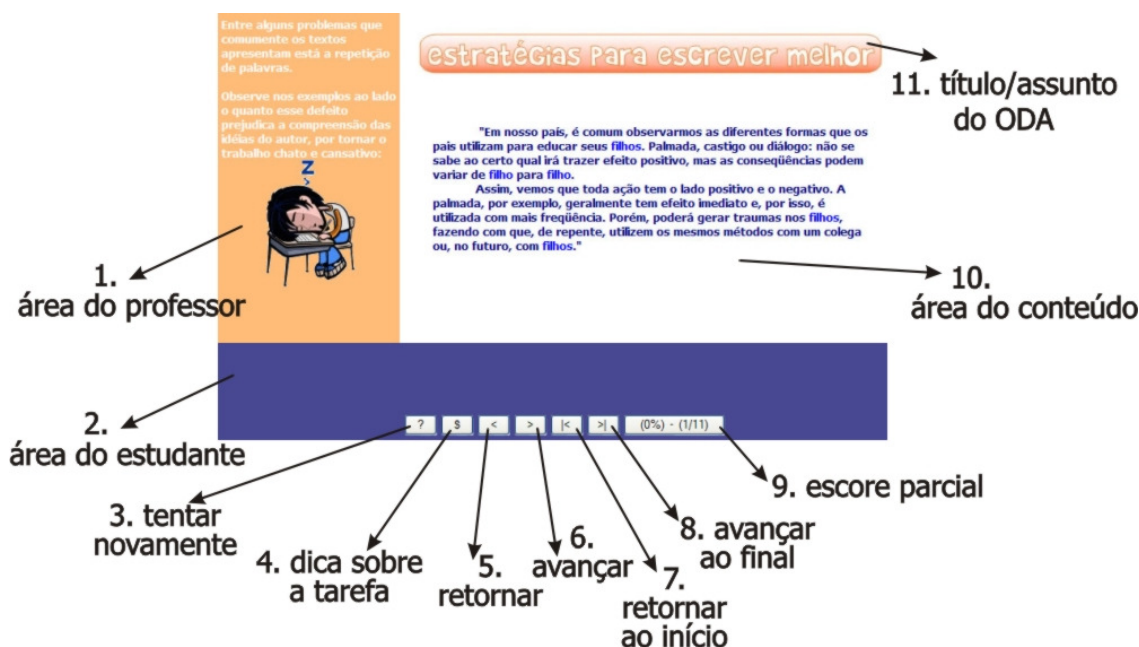 Entre alguns problemas que
comumente os textos
apresentam está a repetição
de palavras.
Observe nos exemplos ao lado
o quanto esse defeito
prejudica a compreensão das
idéias do autor, por tornar o
trabalho chato e cansativo:
Z
estratégias para escrever melhor
11. título/assunto
do ODA
"Em nosso país, é comum observarmos as diferentes formas que os
pais utilizam para educar seus filhos. Palmada, castigo ou diálogo: não se
sabe ao certo qual irá trazer efeito positivo, mas as conseqüências podem
variar de filho para filho.
Assim, vemos que toda ação tem o lado positivo e o negativo. A
palmada, por exemplo, geralmente tem efeito imediato e, por isso, é
utilizada com mais freqüência. Porém, poderá gerar traumas nos filhos,
fazendo com que, de repente, utilizem os mesmos métodos com um colega
ou, no futuro, com filhos."
1.
área do professor
10.
área do conteúdo
2.
área do estudante
? $ < > |< >| (0%) - (1/11)
3. tentar
novamente
4. dica sobre
a tarefa
5.
retornar
6.
avançar
7.
retornar
ao início
8. avançar
ao final
9. escore parcial